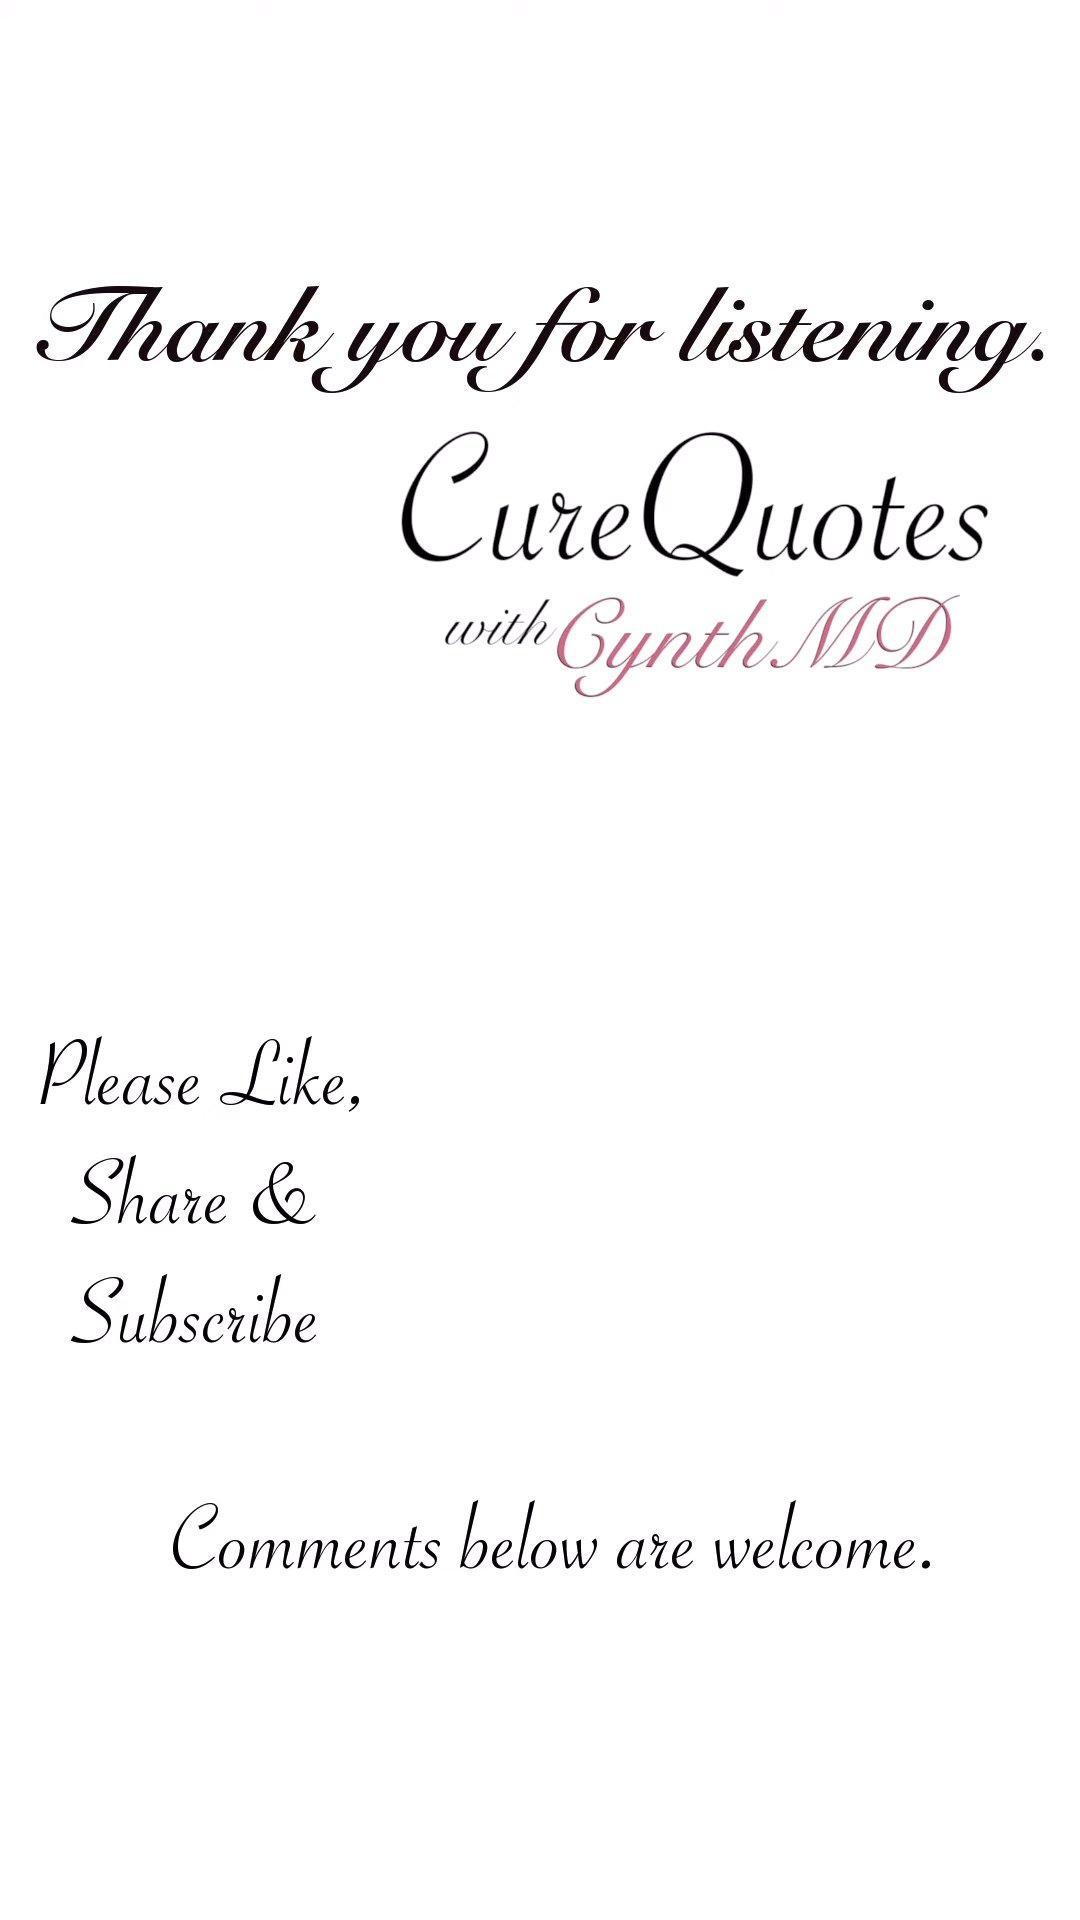 Thank you for listening.
CureQuotes
with CynthMD
Please Like,
Share &
Subscribe
Comments below are welcome.